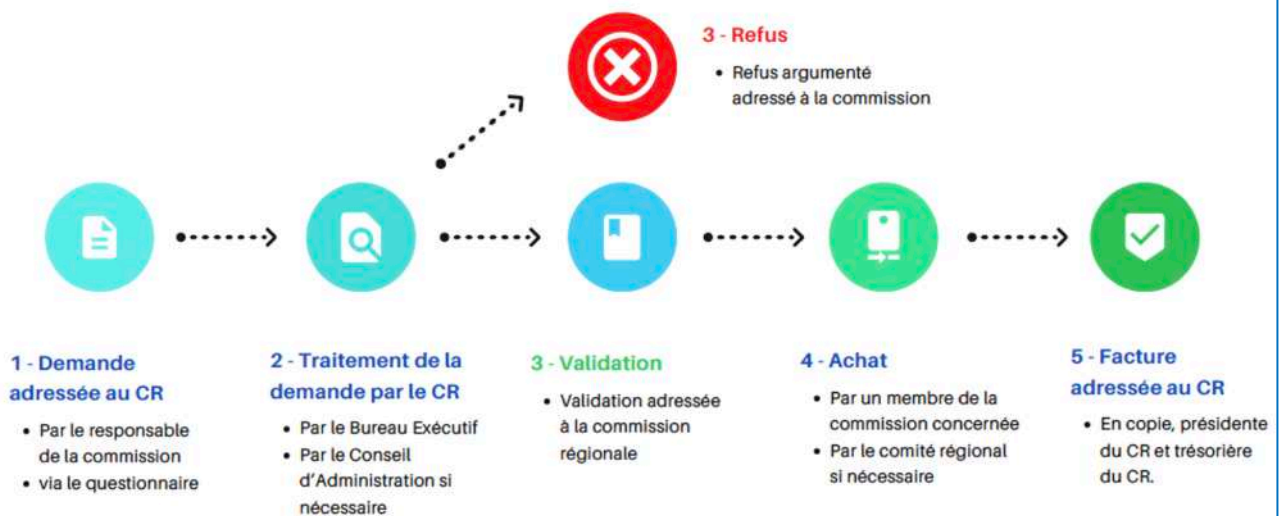 3 - Refus
• Refus argumenté
adressé à la commission
1 - Demande
adressée au CR
• Par le responsable
de la commission
• via le questionnaire
2 - Traitement de la
demande par le CR
• Par le Bureau Exécutif
• Par le Conseil
d'Administration si
nécessaire
3 - Validation
• Validation adressée
à la commission
régionale
4 - Achat
• Par un membre de la
commission concernée
• Par le comité régional
si nécessaire
5 - Facture
adressée au CR
• En copie, présidente
du CR et trésorière
du CR.